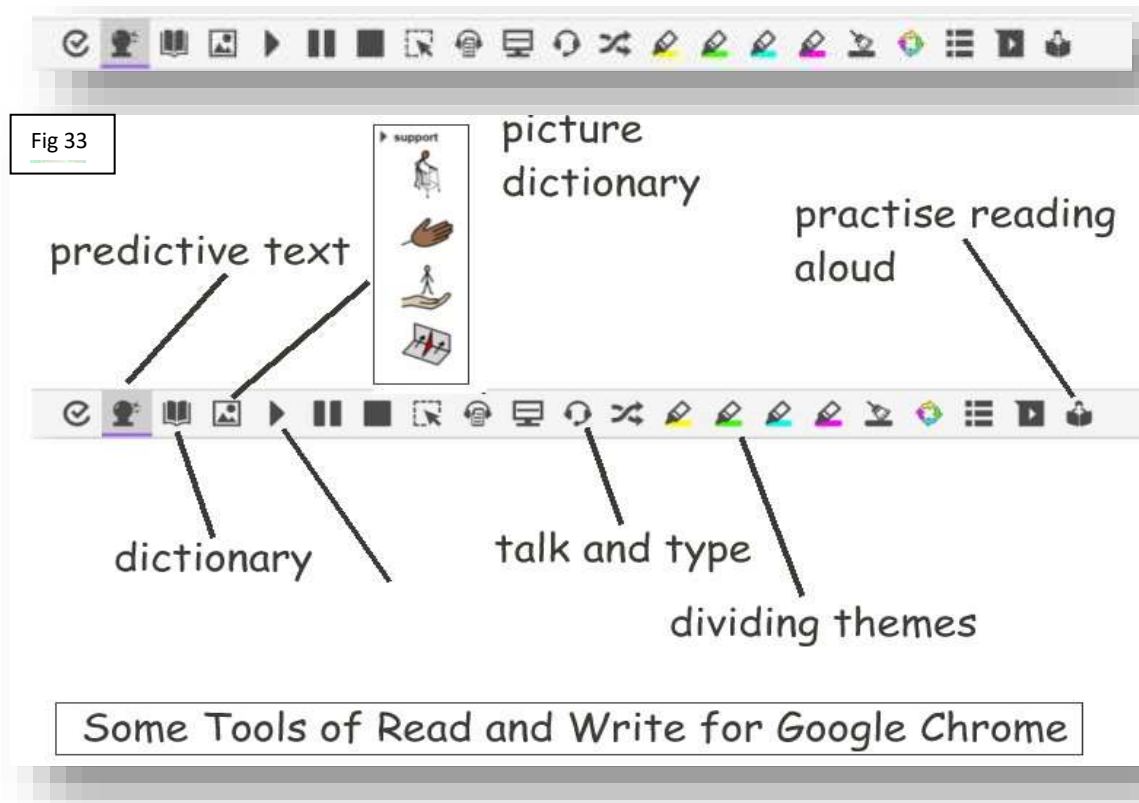 Fig 33
support
picture
dictionary
practise reading
aloud
predictive text
dictionary
talk and type
dividing themes
Some Tools of Read and Write for Google Chrome